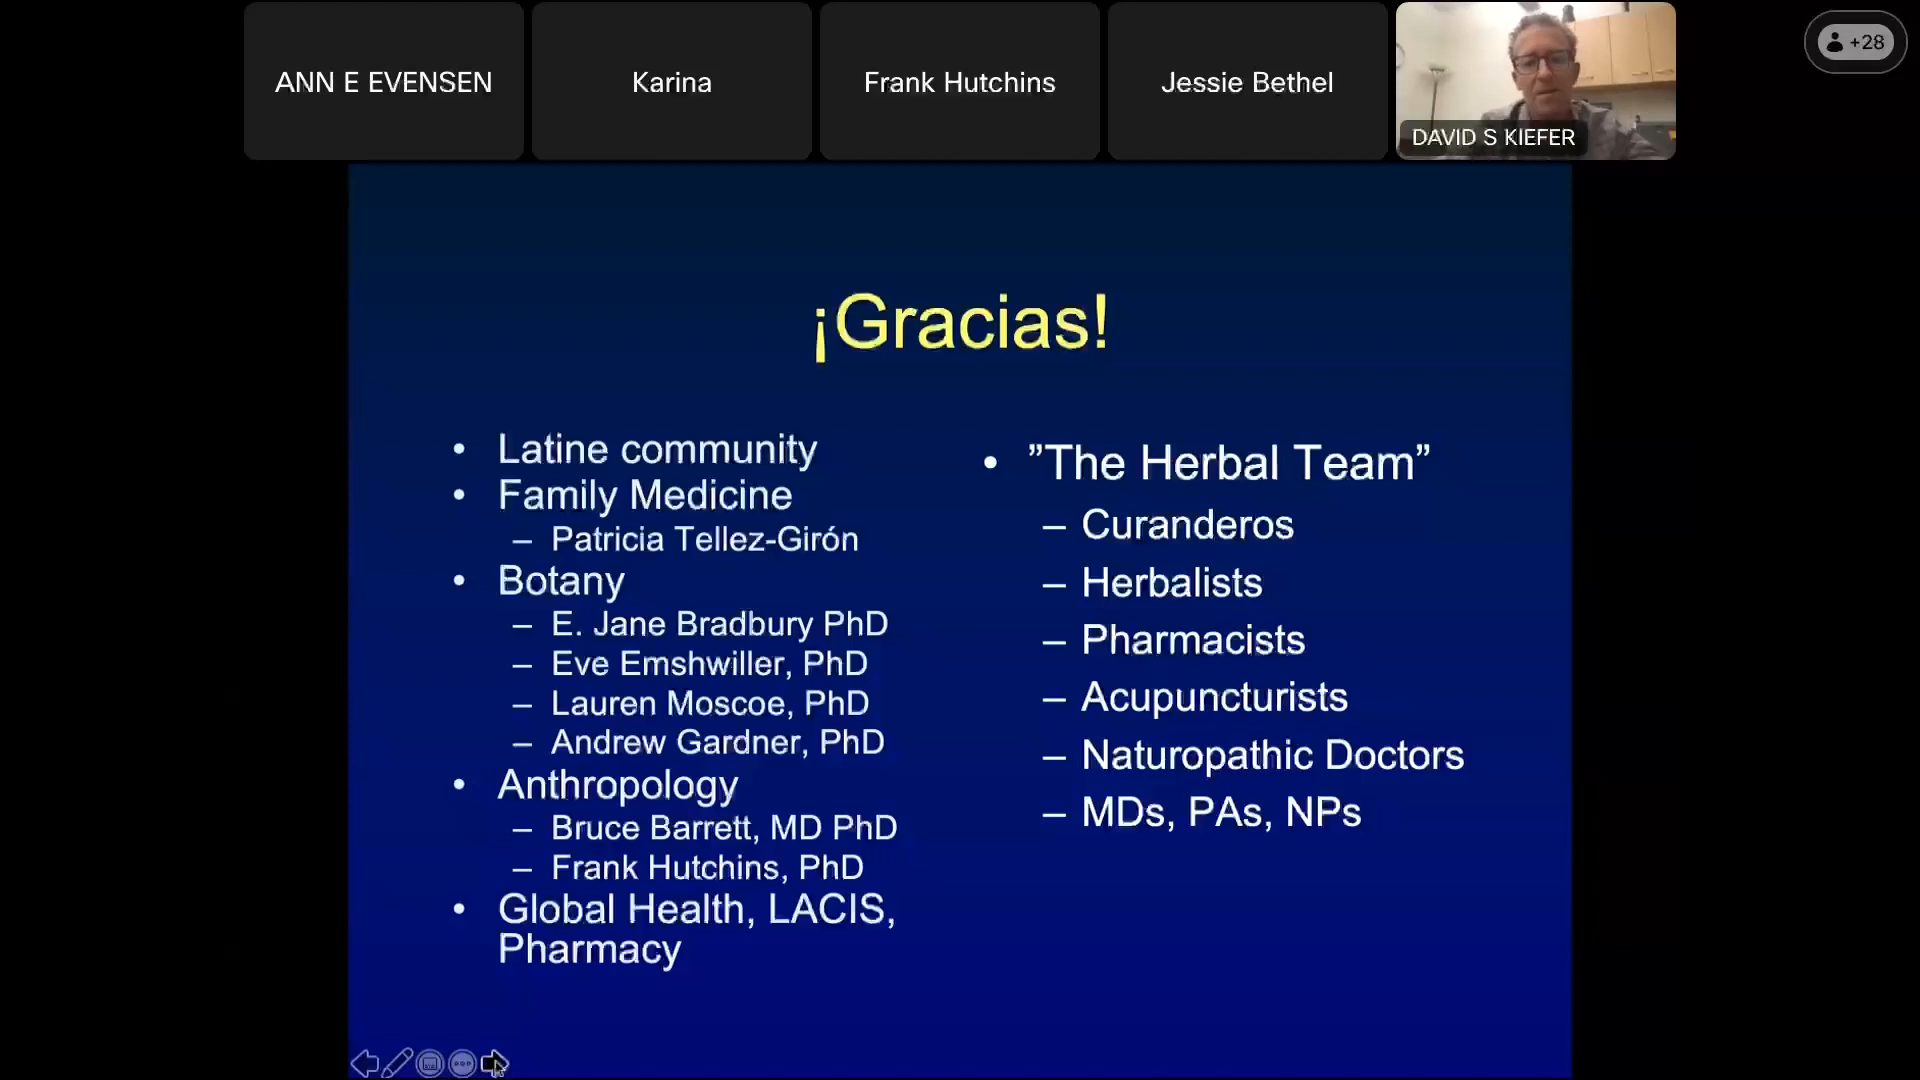 ANN E EVENSEN
Karina
Frank Hutchins
Jessie Bethel
DAVID S KIEFER
+28
¡Gracias!
• Latine community
• Family Medicine
– Patricia Tellez-Girón
• Botany
– E. Jane Bradbury PhD
– Eve Emshwiller, PhD
– Lauren Moscoe, PhD
– Andrew Gardner, PhD
• Anthropology
– Bruce Barrett, MD PhD
– Frank Hutchins, PhD
• Global Health, LACIS,
Pharmacy
• ”The Herbal Team”
– Curanderos
– Herbalists
– Pharmacists
– Acupuncturists
– Naturopathic Doctors
– MDs, PAs, NPs